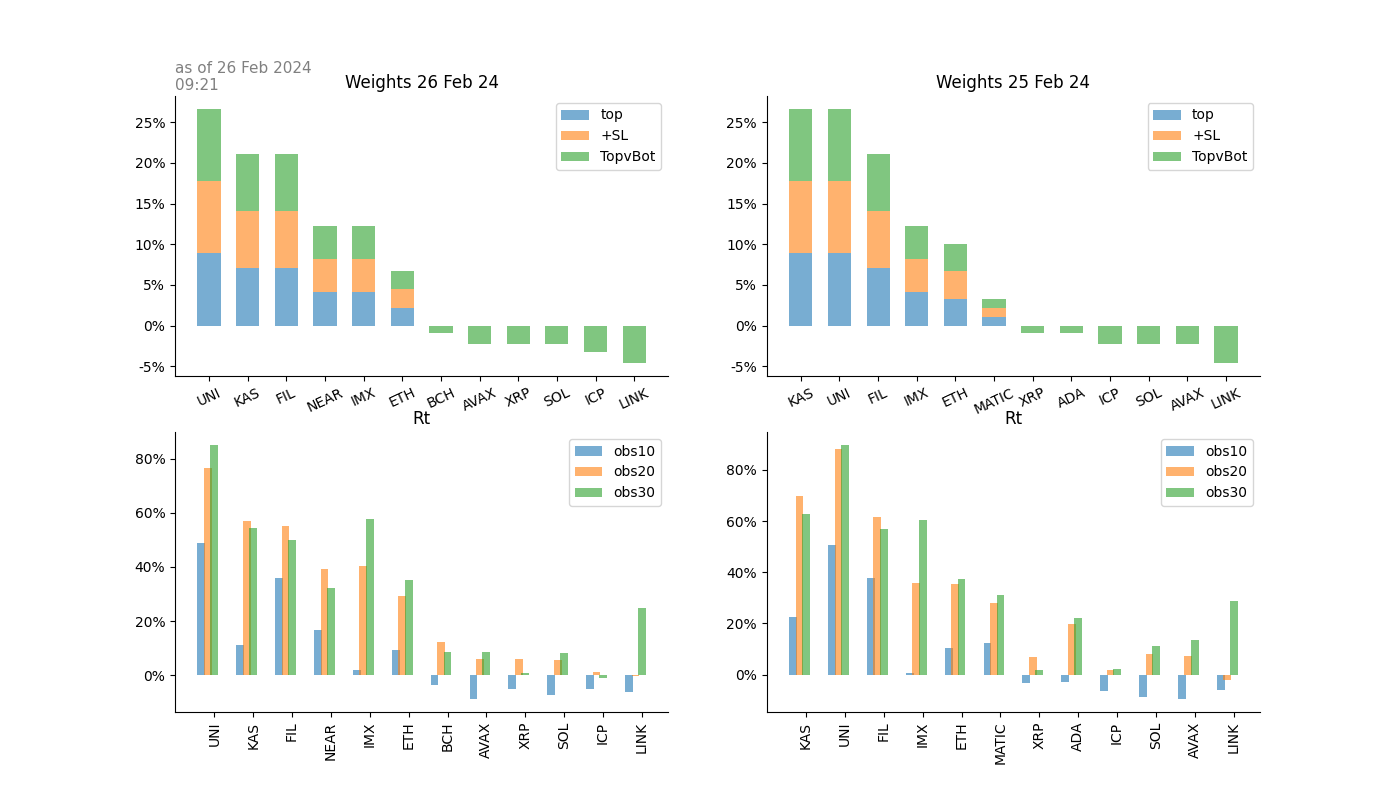 as of 26 Feb 2024
09:21
Weights 26 Feb 24
25%
20%
15%
10%
5%
0%
-5%
top
+SL
TopvBot
UNI KAS FIL NEAR IMX ETH BCH AVAX XRP SOL ICP LINK
Weights 25 Feb 24
25%
20%
15%
10%
5%
0%
-5%
top
+SL
TopvBot
KAS UNI FIL IMX ETH MATIC XRP ADA ICP SOL AVAX LINK
Rt
80%
60%
40%
20%
0%
obs10
obs20
obs30
UNI KAS FIL NEAR IMX ETH BCH AVAX XRP SOL ICP LINK
Rt
80%
60%
40%
20%
0%
obs10
obs20
obs30
KAS UNI FIL IMX ETH MATIC XRP ADA ICP SOL AVAX LINK